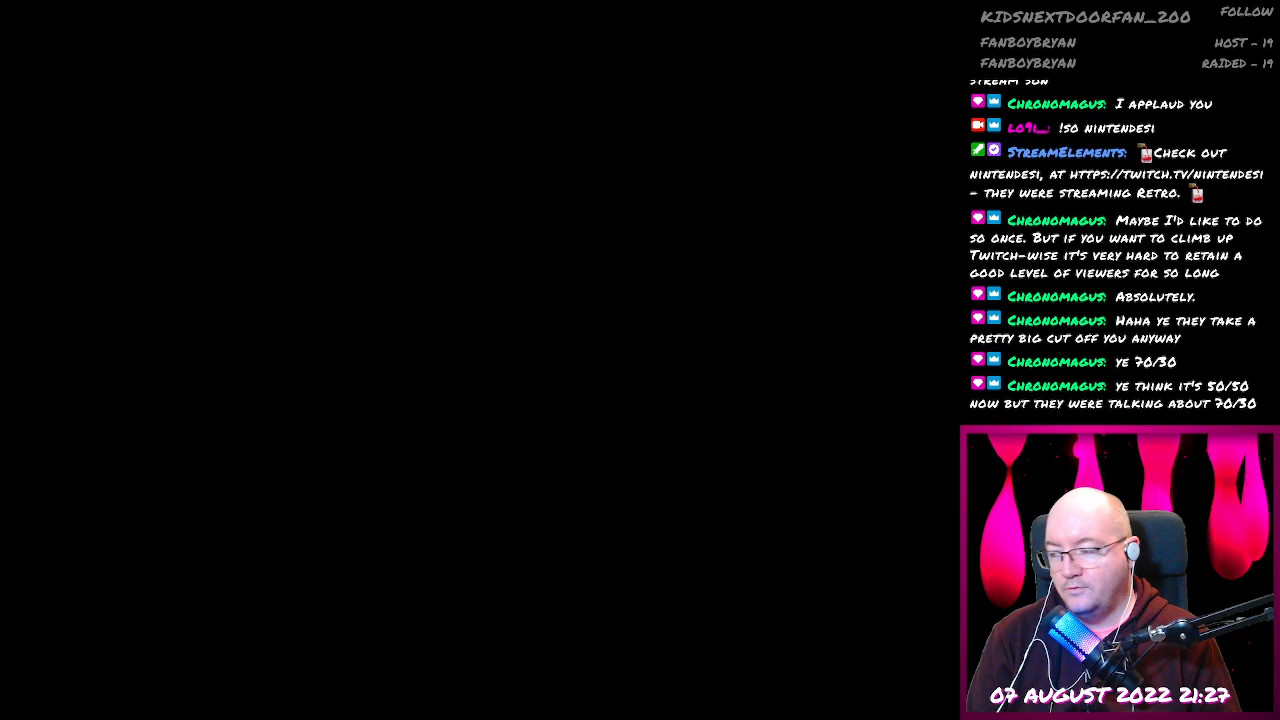 KIDSNEXTDOORFAN_200 FOLLOW
FANBOYBRYAN HOST - 19
FANBOYBRYAN RAIDED - 19
STREAM SON
CHRONOMAGUS: I APPLAUD YOU
LO9I_: !SO NINTENDESI
STREAMELEMENTS: CHECK OUT
NINTENDESI, AT HTTPS://TWITCH.TV/NINTENDESI
- THEY WERE STREAMING RETRO.
CHRONOMAGUS: MAYBE I'D LIKE TO DO
SO ONCE. BUT IF YOU WANT TO CLIMB UP
TWITCH-WISE IT'S VERY HARD TO RETAIN A
GOOD LEVEL OF VIEWERS FOR SO LONG
CHRONOMAGUS: ABSOLUTELY.
CHRONOMAGUS: HAHA YE THEY TAKE A
PRETTY BIG CUT OFF YOU ANYWAY
CHRONOMAGUS: YE 70/30
CHRONOMAGUS: YE THINK IT'S 50/50
NOW BUT THEY WERE TALKING ABOUT 70/30
07 AUGUST 2022 21:27